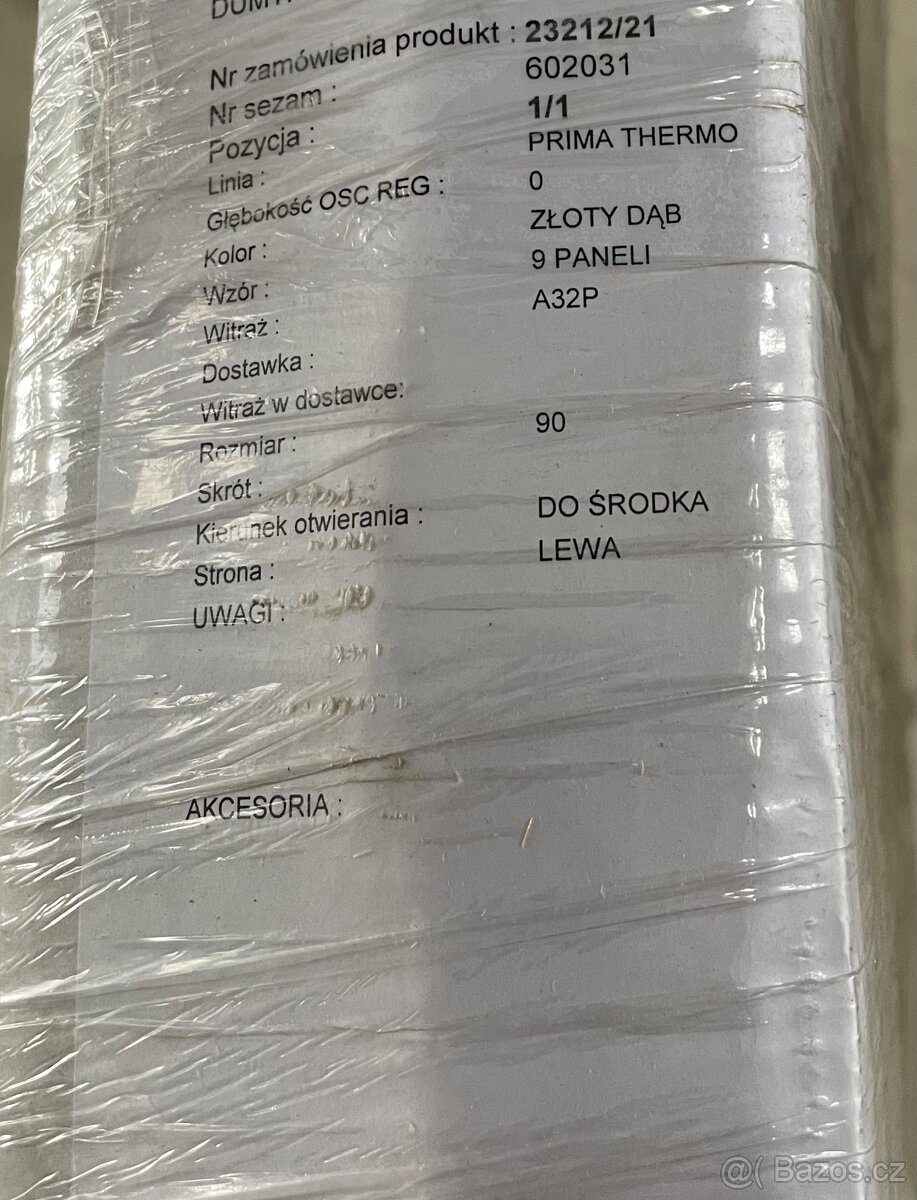 Nr zamówienia produkt : 23212/21
Nr sezam : 602031
Pozycja : 1/1
Linia : PRIMA THERMO
Głębokość OSC REG : 0
Kolor : ZŁOTY DĄB
Wzór : 9 PANELI
Witraż : A32P
Dostawka :
Witraż w dostawce:
Rozmiar : 90
Skrót :
Kierunek otwierania : DO ŚRODKA
Strona : LEWA
UWAGI :
AKCESORIA :
@( Bazos.cz